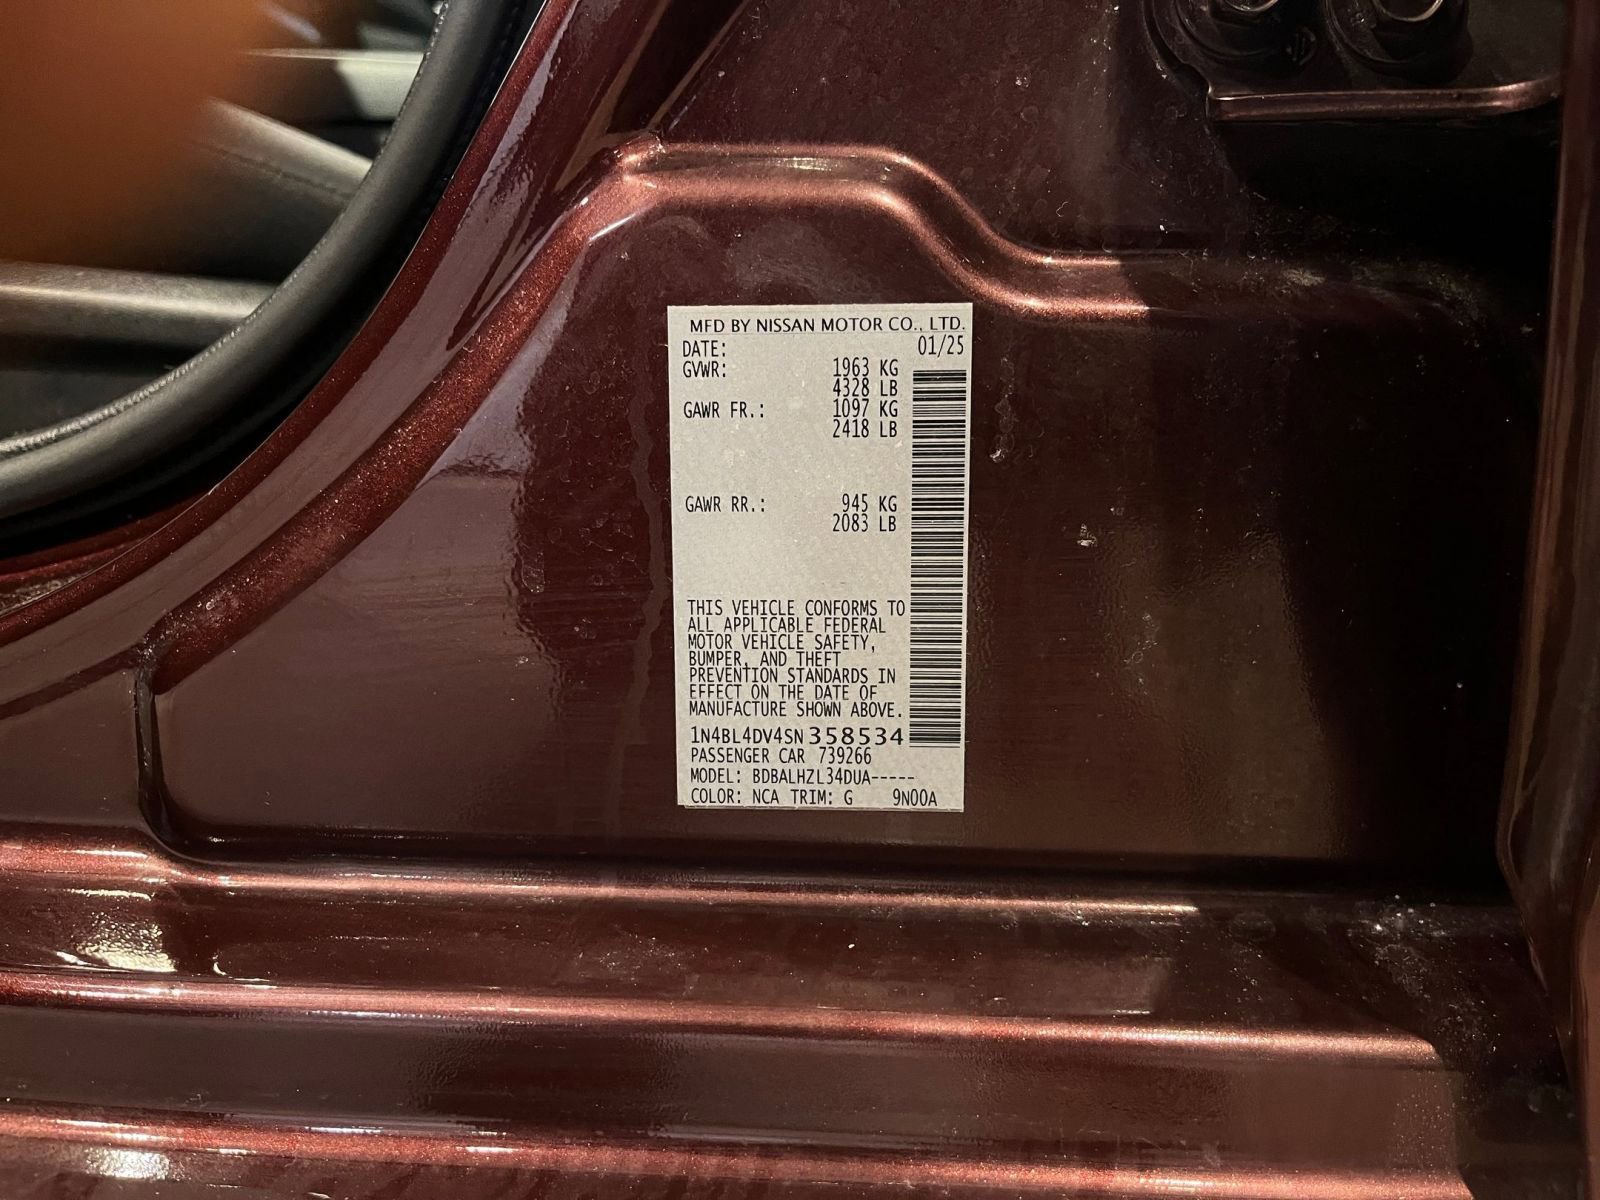 MFD BY NISSAN MOTOR CO., LTD.
DATE: 01/25
GVWR: 1963 KG
4328 LB
GAWR FR.: 1097 KG
2418 LB
GAWR RR.: 945 KG
2083 LB
THIS VEHICLE CONFORMS TO
ALL APPLICABLE FEDERAL
MOTOR VEHICLE SAFETY,
BUMPER, AND THEFT
PREVENTION STANDARDS IN
EFFECT ON THE DATE OF
MANUFACTURE SHOWN ABOVE.
1N4BL4DV4SN358534
PASSENGER CAR 739266
MODEL: BDBALHZL34DUA-----
COLOR: NCA TRIM: G 9N00A